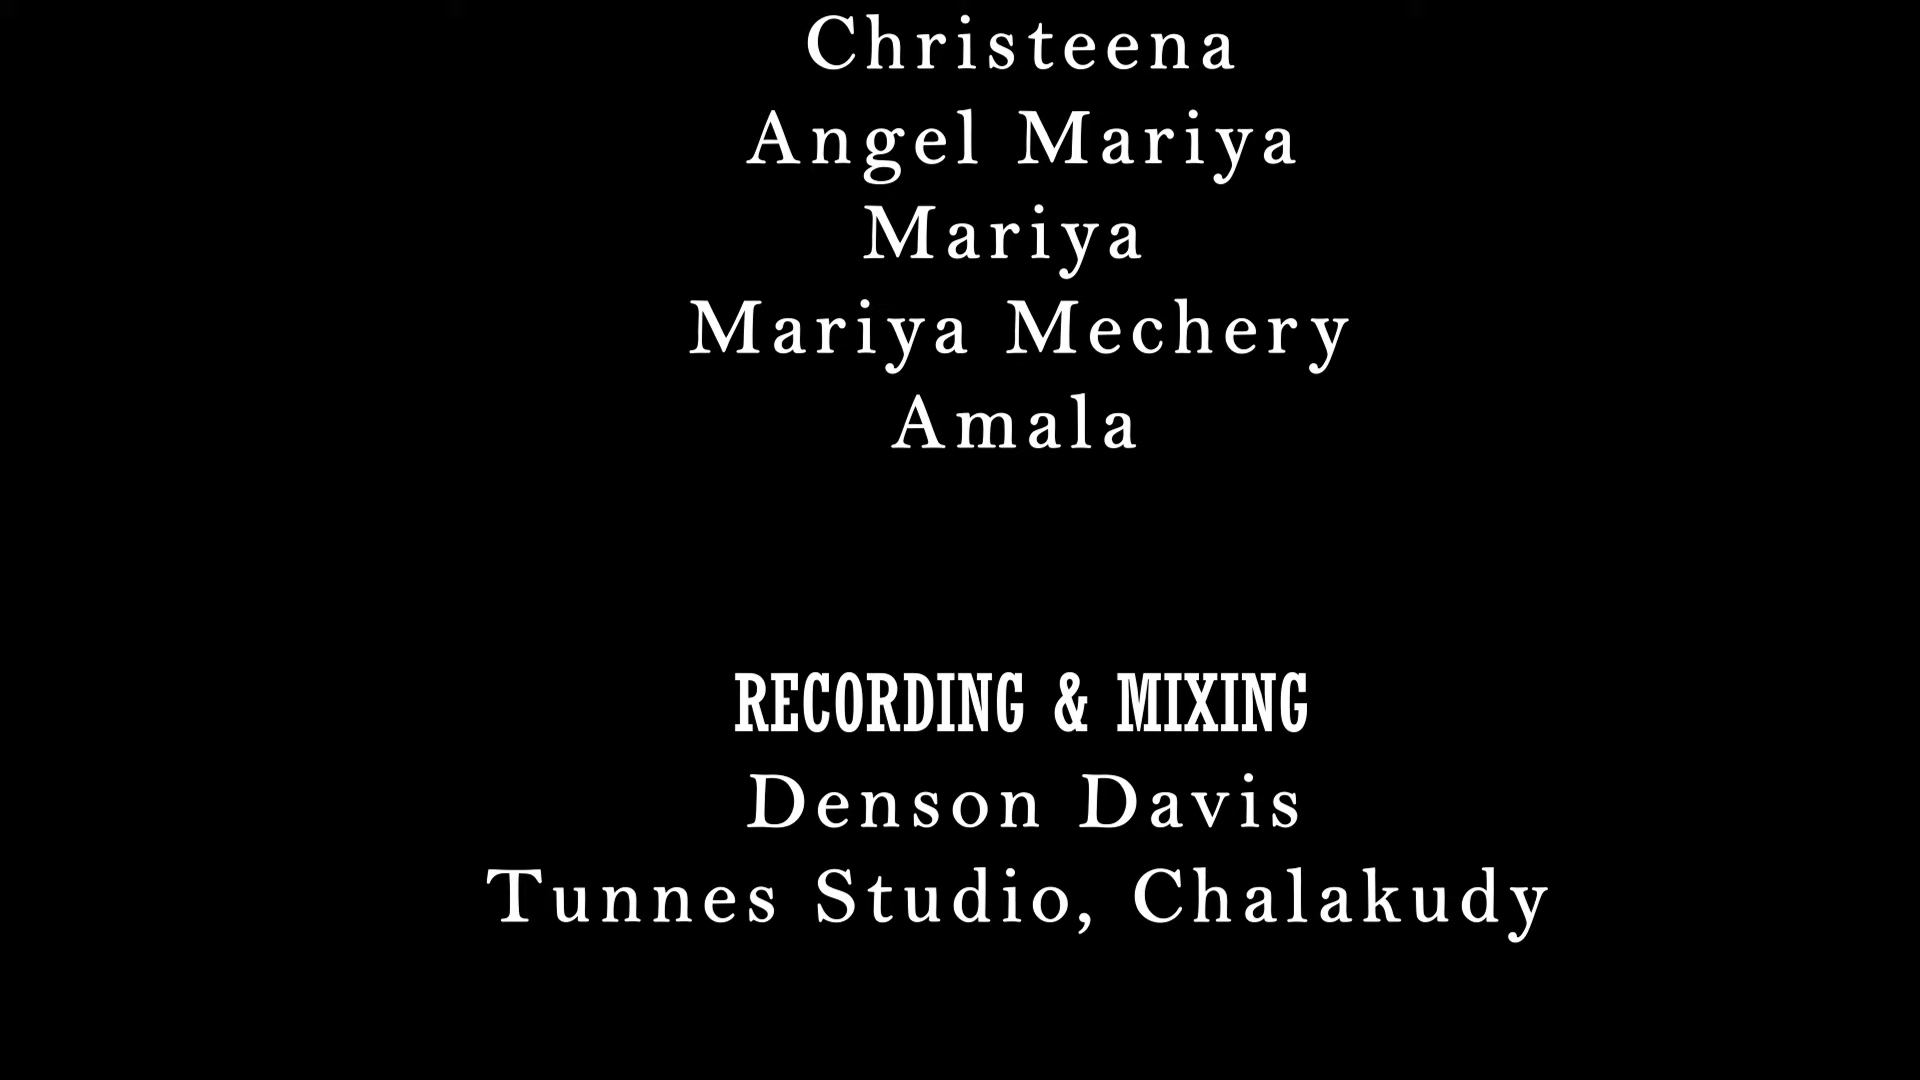 Christeena
Angel Mariya
Mariya
Mariya Mechery
Amala
RECORDING & MIXING
Denson Davis
Tunnes Studio, Chalakudy